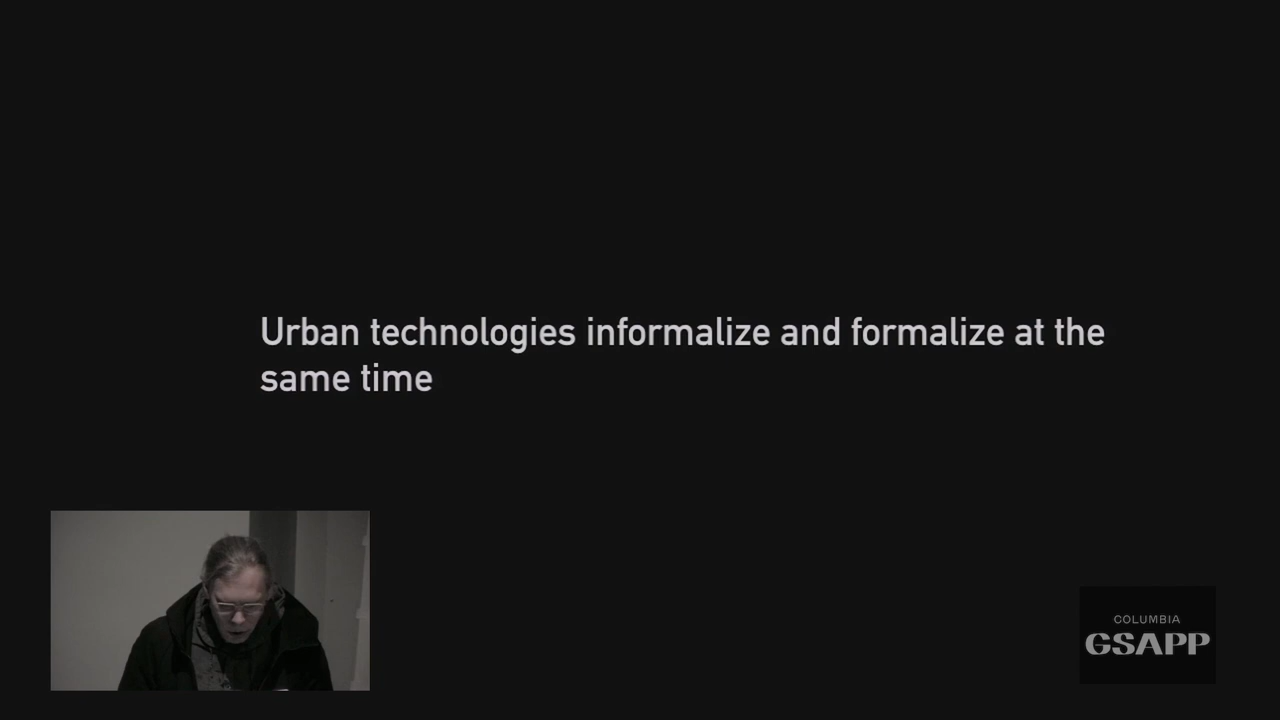 Urban technologies informalize and formalize at the
same time
COLUMBIA
GSAPP